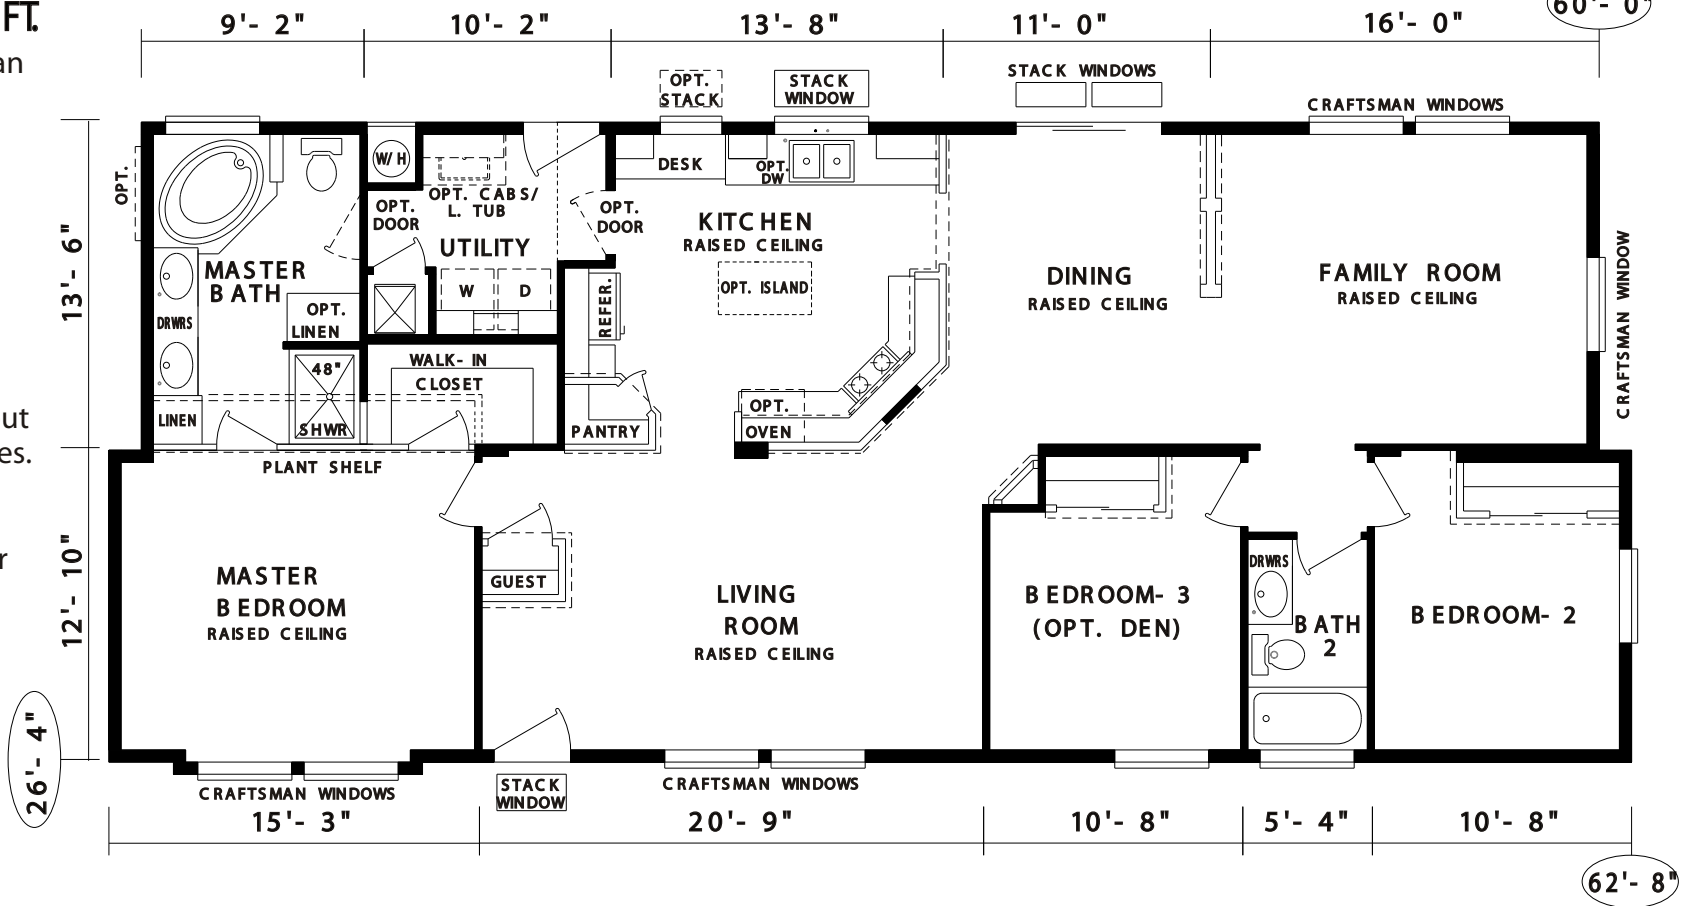 FT.
an
ut
es.
r
9'- 2" 10'- 2" 13'- 8" 11'- 0" 16'- 0" 60'- 0"
OPT.
STACK
STACK
WINDOW
STACK WINDOWS
CRAFTSMAN WINDOWS
OPT.
13'- 6"
W/H
OPT. CABS/
L. TUB
OPT.
DOOR
UTILITY
W D
OPT.
DOOR
MASTER
BATH
DRWRS
OPT.
LINEN
48"
SHWR
LINEN
WALK- IN
CLOSET
PLANT SHELF
DESK
OPT.
DW
KITCHEN
RAISED CEILING
OPT. ISLAND
REFER.
PANTRY
OPT.
OVEN
DINING
RAISED CEILING
FAMILY ROOM
RAISED CEILING
CRAFTSMAN WINDOW
12'- 10"
MASTER
BEDROOM
RAISED CEILING
GUEST
LIVING
ROOM
RAISED CEILING
BEDROOM- 3
(OPT. DEN)
DRWRS
BATH
2
BEDROOM- 2
26'- 4"
CRAFTSMAN WINDOWS
STACK
WINDOW
CRAFTSMAN WINDOWS
15'- 3" 20'- 9" 10'- 8" 5'- 4" 10'- 8"
62'- 8"